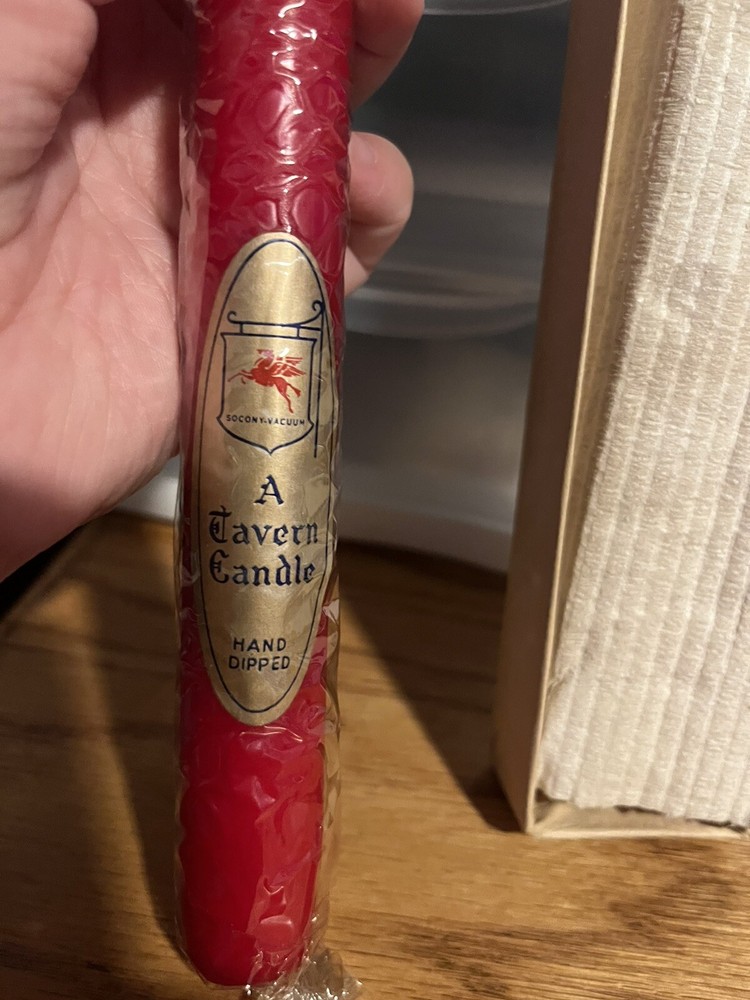 SOCONY-VACUUM
A
Tavern
Candle
HAND
DIPPED